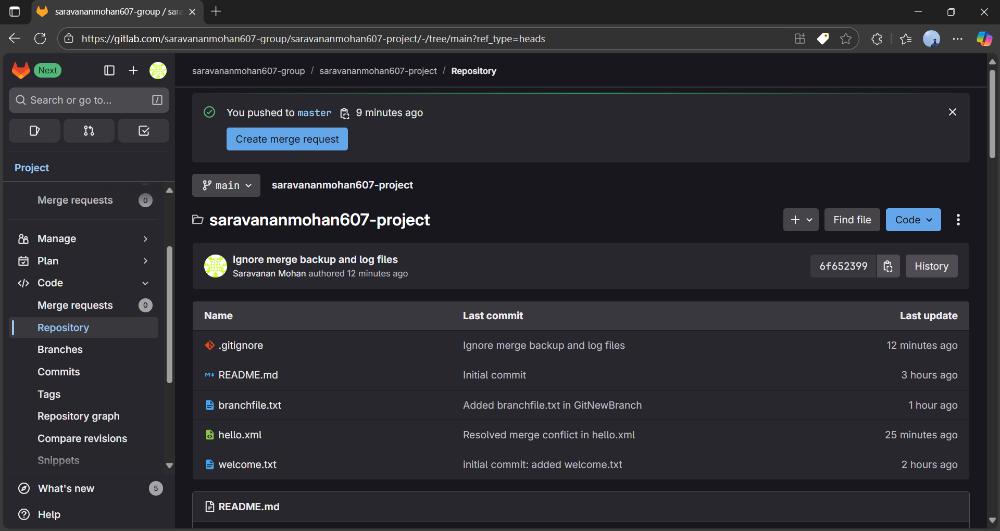 saravananmohan607-group / sara
https://gitlab.com/saravananmohan607-group/saravananmohan607-project/-/tree/main?ref_type=heads
Next
Search or go to...
/
Project
Merge requests 0
Manage
Plan
Code
Merge requests 0
Repository
Branches
Commits
Tags
Repository graph
Compare revisions
Snippets
What's new 5
Help
saravananmohan607-group / saravananmohan607-project / Repository
You pushed to master 9 minutes ago
Create merge request
main saravananmohan607-project
saravananmohan607-project
Find file Code
Ignore merge backup and log files
Saravanan Mohan authored 12 minutes ago
6f652399 History
Name Last commit Last update
.gitignore Ignore merge backup and log files 12 minutes ago
README.md Initial commit 3 hours ago
branchfile.txt Added branchfile.txt in GitNewBranch 1 hour ago
hello.xml Resolved merge conflict in hello.xml 25 minutes ago
welcome.txt initial commit: added welcome.txt 2 hours ago
README.md